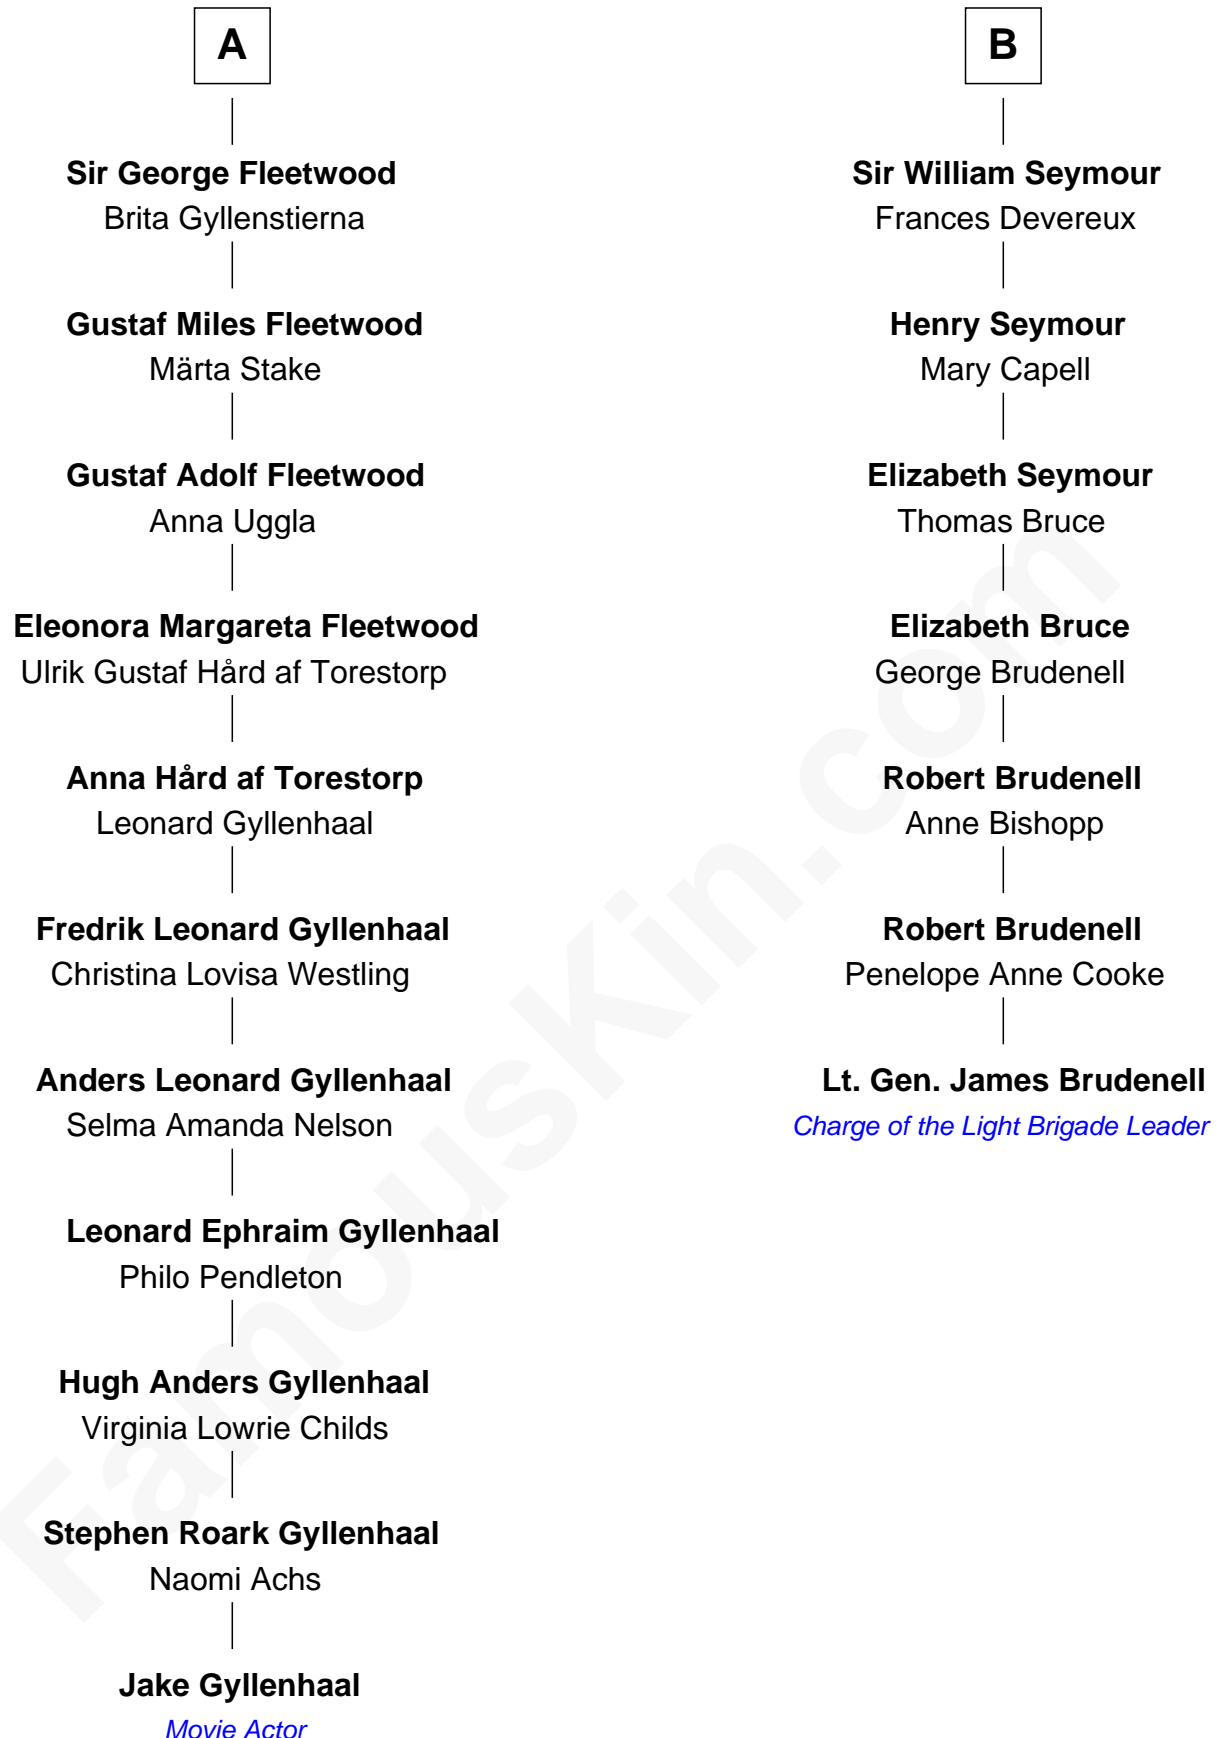 A
Sir George Fleetwood
Brita Gyllenstierna
Gustaf Miles Fleetwood
Märta Stake
Gustaf Adolf Fleetwood
Anna Uggla
Eleonora Margareta Fleetwood
Ulrik Gustaf Hård af Torestorp
Anna Hård af Torestorp
Leonard Gyllenhaal
Fredrik Leonard Gyllenhaal
Christina Lovisa Westling
Anders Leonard Gyllenhaal
Selma Amanda Nelson
Leonard Ephraim Gyllenhaal
Philo Pendleton
Hugh Anders Gyllenhaal
Virginia Lowrie Childs
Stephen Roark Gyllenhaal
Naomi Achs
Jake Gyllenhaal
Movie Actor
B
Sir William Seymour
Frances Devereux
Henry Seymour
Mary Capell
Elizabeth Seymour
Thomas Bruce
Elizabeth Bruce
George Brudenell
Robert Brudenell
Anne Bishopp
Robert Brudenell
Penelope Anne Cooke
Lt. Gen. James Brudenell
Charge of the Light Brigade Leader
FamousKin.com